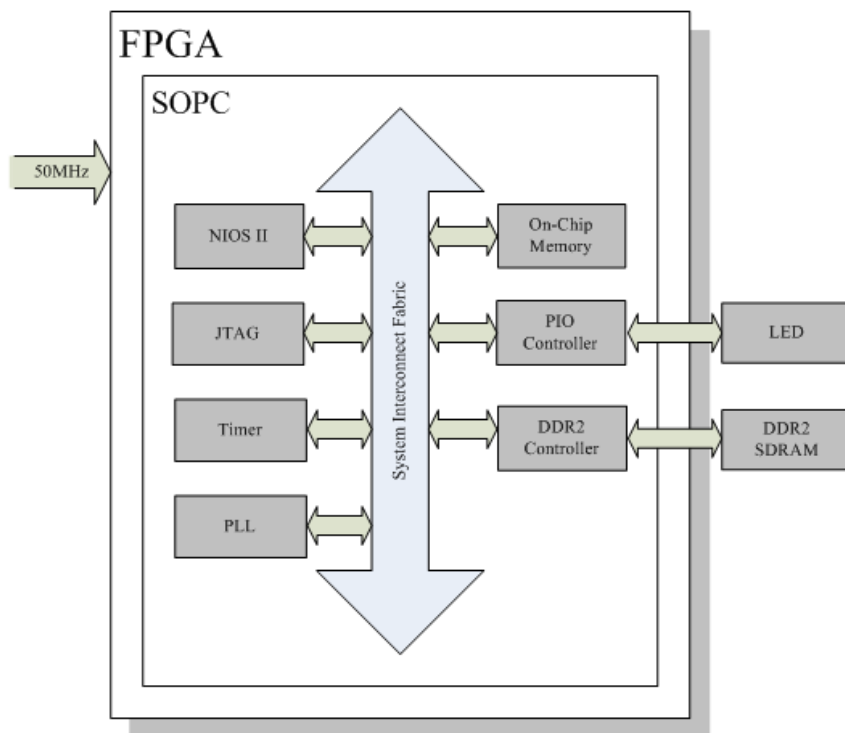 FPGA
SOPC
50MHz
NIOS II
On-Chip
Memory
JTAG
PIO
Controller
LED
Timer
DDR2
Controller
DDR2
SDRAM
PLL
System Interconnect Fabric